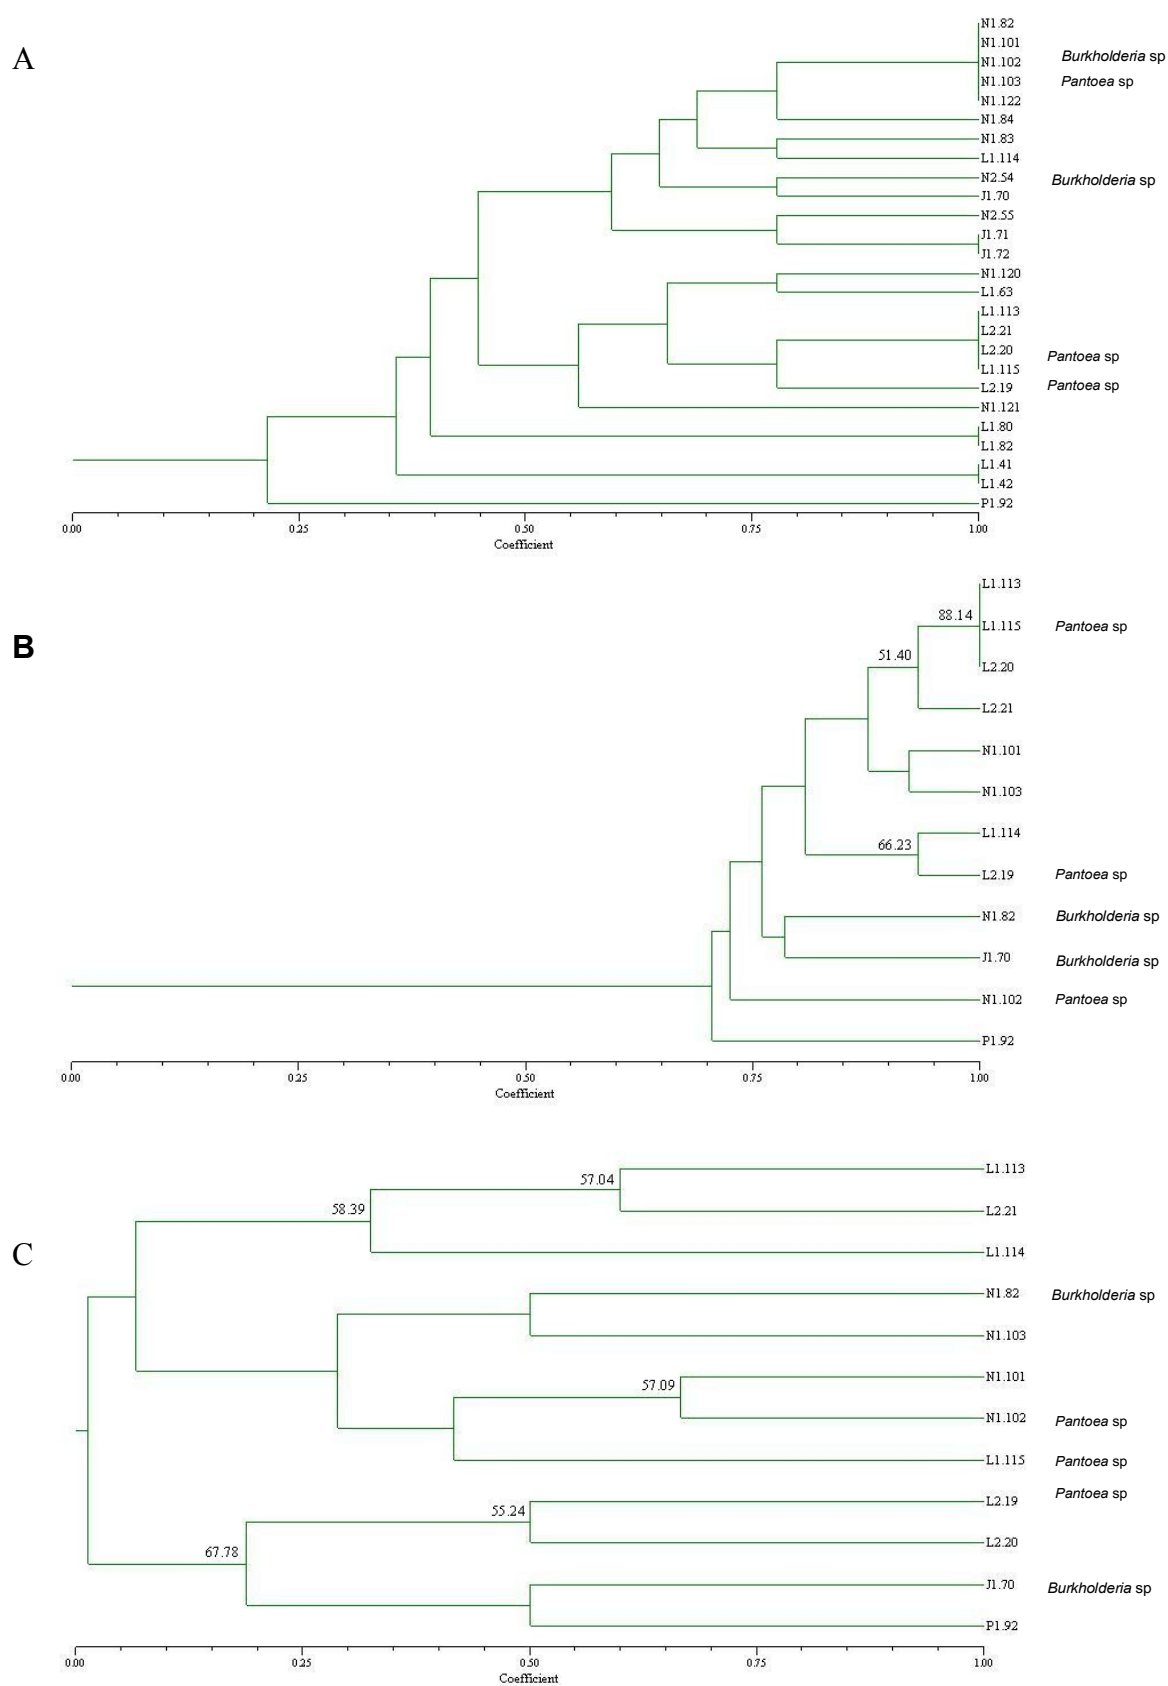 A
N1.82
N1.101
Burkholderia sp
N1.102
N1.103
Pantoea sp
N1.122
N1.84
N1.83
L1.114
N2.54
Burkholderia sp
J1.70
N2.55
J1.71
J1.72
N1.120
L1.63
L1.113
L2.21
L2.20
Pantoea sp
L1.115
L2.19
Pantoea sp
N1.121
L1.80
L1.82
L1.41
L1.42
P1.92
0.00 0.25 0.50 0.75 1.00
Coefficient
B
L1.113
88.14
L1.115 Pantoea sp
51.40
L2.20
L2.21
N1.101
N1.103
L1.114
66.23
L2.19 Pantoea sp
N1.82 Burkholderia sp
J1.70 Burkholderia sp
N1.102 Pantoea sp
P1.92
0.00 0.25 0.50 0.75 1.00
Coefficient
C
L1.113
57.04
58.39
L2.21
L1.114
N1.82 Burkholderia sp
N1.103
N1.101
57.09
N1.102 Pantoea sp
L1.115 Pantoea sp
Pantoea sp
L2.19
55.24
L2.20
67.78
J1.70 Burkholderia sp
P1.92
0.00 0.25 0.50 0.75 1.00
Coefficient